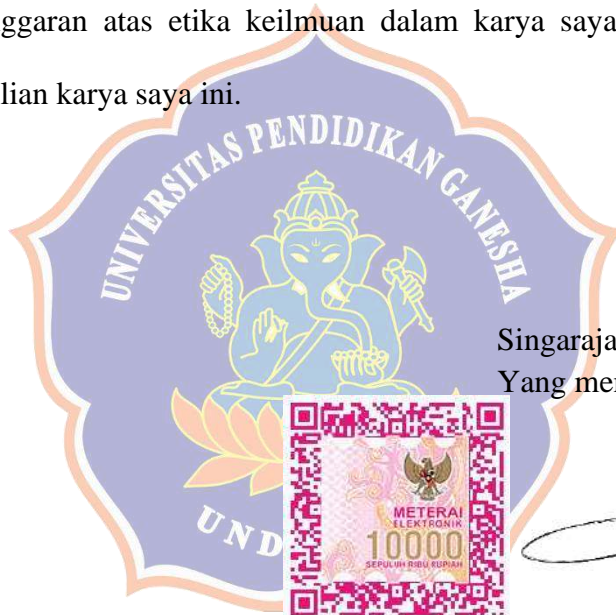 ggaran atas etika keilmuan dalam karya saya
lian karya saya ini.
UNIVERSITAS PENDIDIKAN GANESHA
Singaraja
Yang me
UND
METERAI
ELEKTRONIK
10000
SEPULUH RIBU RUPIAH